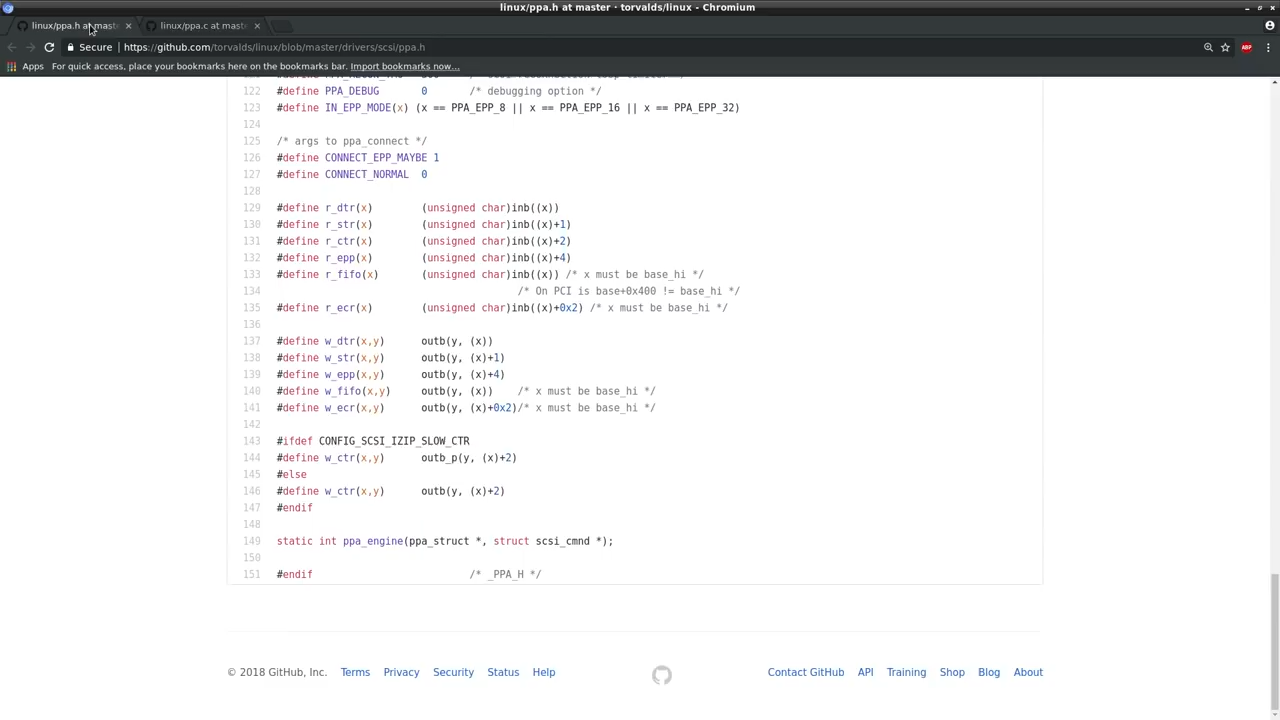 linux/ppa.h at master · torvalds/linux - Chromium
linux/ppa.h at mast
linux/ppa.c at maste
Secure | https://github.com/torvalds/linux/blob/master/drivers/scsi/ppa.h
ABP
Apps For quick access, place your bookmarks here on the bookmarks bar. Import bookmarks now...
122 #define PPA_DEBUG 0 /* debugging option */
123 #define IN_EPP_MODE(x) (x == PPA_EPP_8 || x == PPA_EPP_16 || x == PPA_EPP_32)
124
125 /* args to ppa_connect */
126 #define CONNECT_EPP_MAYBE 1
127 #define CONNECT_NORMAL 0
128
129 #define r_dtr(x) (unsigned char)inb((x))
130 #define r_str(x) (unsigned char)inb((x)+1)
131 #define r_ctr(x) (unsigned char)inb((x)+2)
132 #define r_epp(x) (unsigned char)inb((x)+4)
133 #define r_fifo(x) (unsigned char)inb((x)) /* x must be base_hi */
134 /* On PCI is base+0x400 != base_hi */
135 #define r_ecr(x) (unsigned char)inb((x)+0x2) /* x must be base_hi */
136
137 #define w_dtr(x,y) outb(y, (x))
138 #define w_str(x,y) outb(y, (x)+1)
139 #define w_epp(x,y) outb(y, (x)+4)
140 #define w_fifo(x,y) outb(y, (x)) /* x must be base_hi */
141 #define w_ecr(x,y) outb(y, (x)+0x2)/* x must be base_hi */
142
143 #ifdef CONFIG_SCSI_IZIP_SLOW_CTR
144 #define w_ctr(x,y) outb_p(y, (x)+2)
145 #else
146 #define w_ctr(x,y) outb(y, (x)+2)
147 #endif
148
149 static int ppa_engine(ppa_struct *, struct scsi_cmnd *);
150
151 #endif /* _PPA_H */
© 2018 GitHub, Inc. Terms Privacy Security Status Help
Contact GitHub API Training Shop Blog About